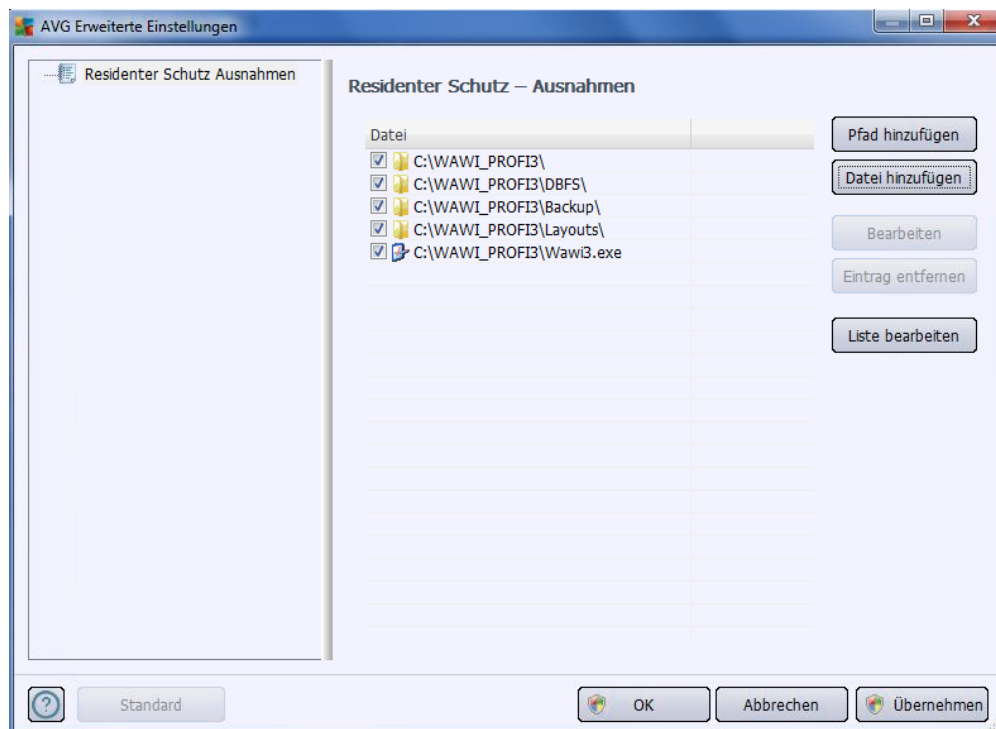 AVG Erweiterte Einstellungen
Residenter Schutz Ausnahmen
Residenter Schutz – Ausnahmen
Datei
C:\WAWI_PROFI3\
C:\WAWI_PROFI3\DBFS\
C:\WAWI_PROFI3\Backup\
C:\WAWI_PROFI3\Layouts\
C:\WAWI_PROFI3\Wawi3.exe
Pfad hinzufügen
Datei hinzufügen
Bearbeiten
Eintrag entfernen
Liste bearbeiten
?
Standard
OK
Abbrechen
Übernehmen